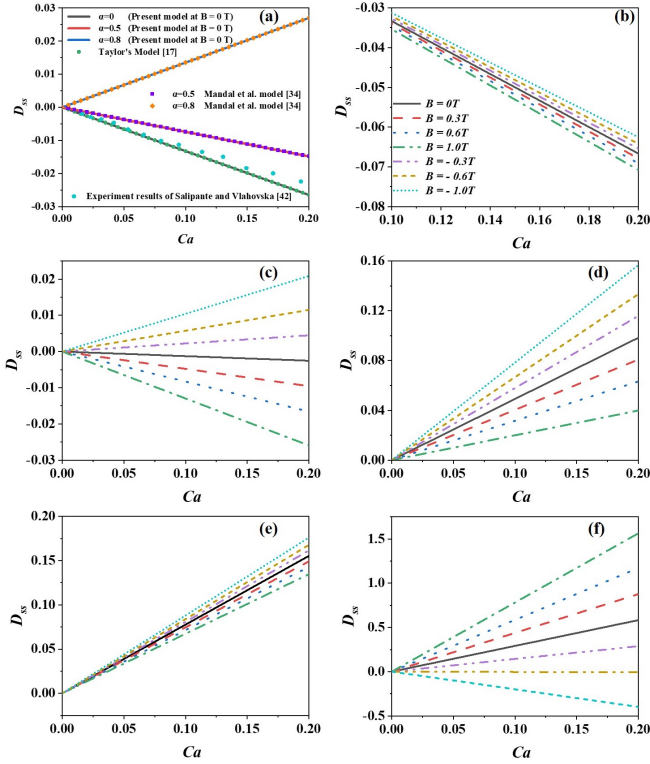 (a)
α=0 (Present model at B = 0 T)
α=0.5 (Present model at B = 0 T)
α=0.8 (Present model at B = 0 T)
Taylor's Model [17]
α=0.5 Mandal et al. model [34]
α=0.8 Mandal et al. model [34]
Experiment results of Salipante and Vlahovska [42]
0.03
0.02
0.01
0.00
-0.01
-0.02
-0.03
D_ss
0.00 0.05 0.10 0.15 0.20
Ca
(b)
B = 0T
B = 0.3T
B = 0.6T
B = 1.0T
B = - 0.3T
B = - 0.6T
B = - 1.0T
-0.03
-0.04
-0.05
-0.06
-0.07
-0.08
D_ss
0.10 0.12 0.14 0.16 0.18 0.20
Ca
(c)
0.02
0.01
0.00
-0.01
-0.02
-0.03
D_ss
0.00 0.05 0.10 0.15 0.20
Ca
(d)
0.16
0.12
0.08
0.04
0.00
D_ss
0.00 0.05 0.10 0.15 0.20
Ca
(e)
0.20
0.15
0.10
0.05
0.00
D_ss
0.00 0.05 0.10 0.15 0.20
Ca
(f)
1.5
1.0
0.5
0.0
-0.5
D_ss
0.00 0.05 0.10 0.15 0.20
Ca